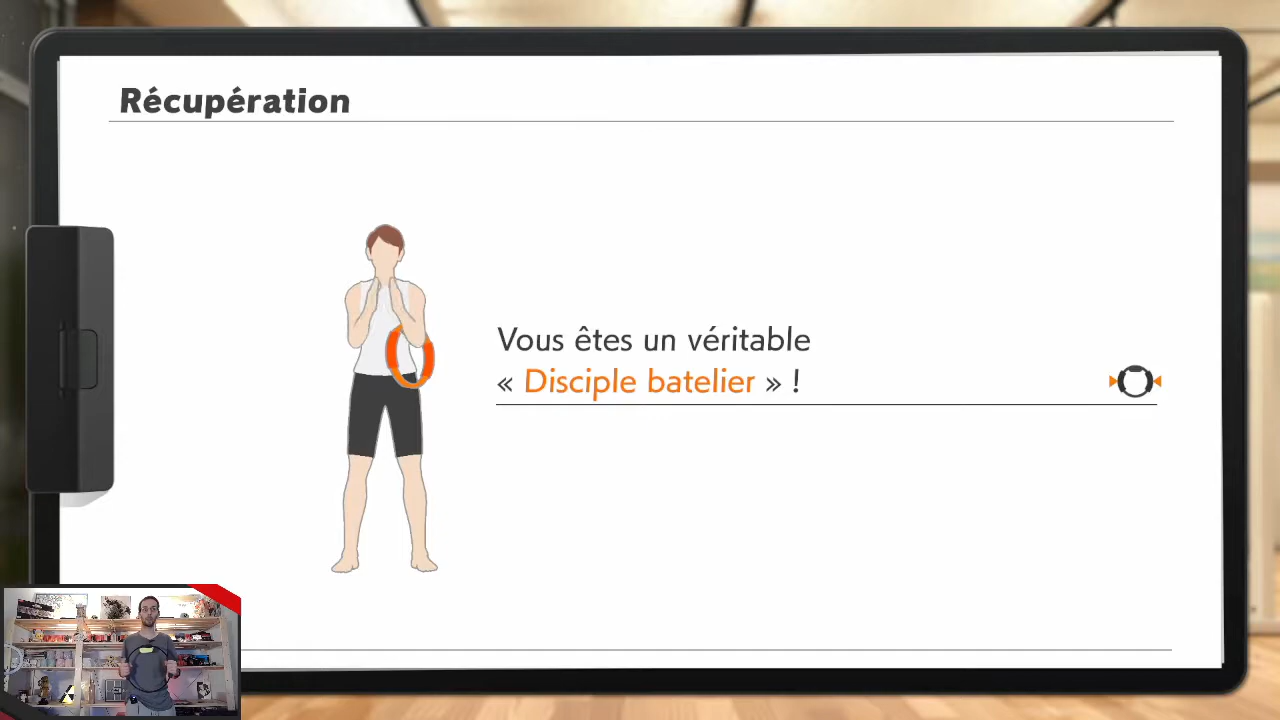 Récupération
Vous êtes un véritable
« Disciple batelier » !